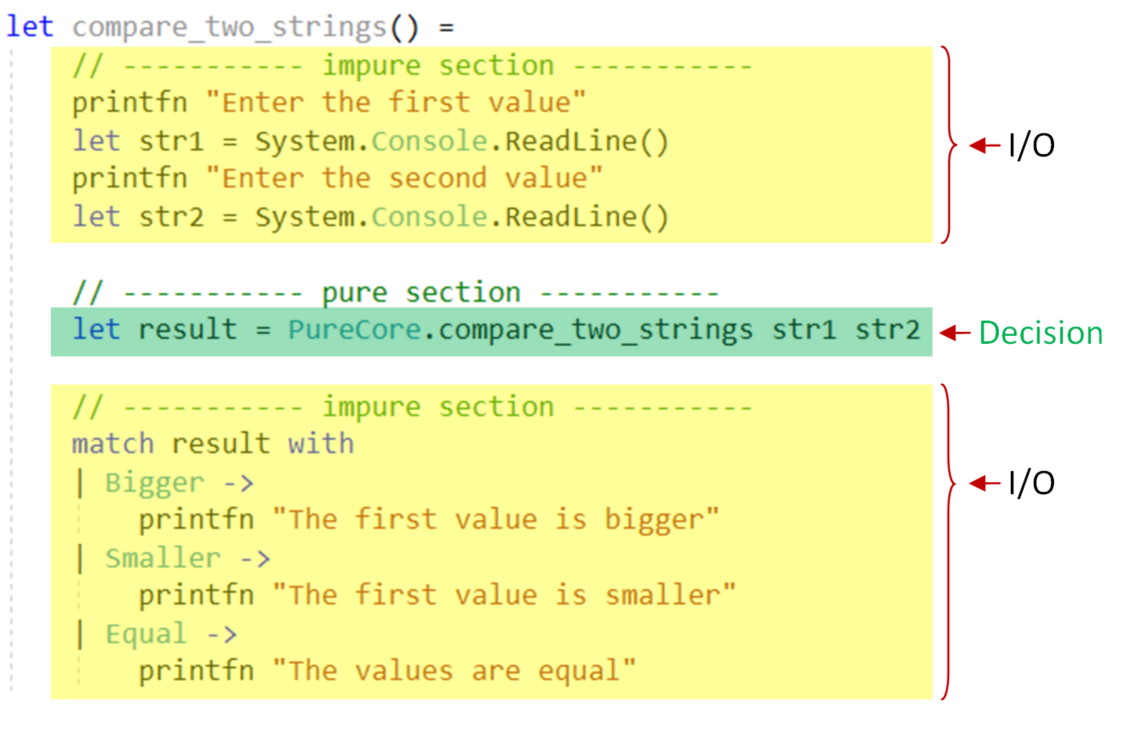 let compare_two_strings() =
// ----------- impure section -----------
printfn "Enter the first value"
let str1 = System.Console.ReadLine()
printfn "Enter the second value"
let str2 = System.Console.ReadLine()
I/O
// ----------- pure section -----------
let result = PureCore.compare_two_strings str1 str2
Decision
// ----------- impure section -----------
match result with
| Bigger ->
printfn "The first value is bigger"
| Smaller ->
printfn "The first value is smaller"
| Equal ->
printfn "The values are equal"
I/O